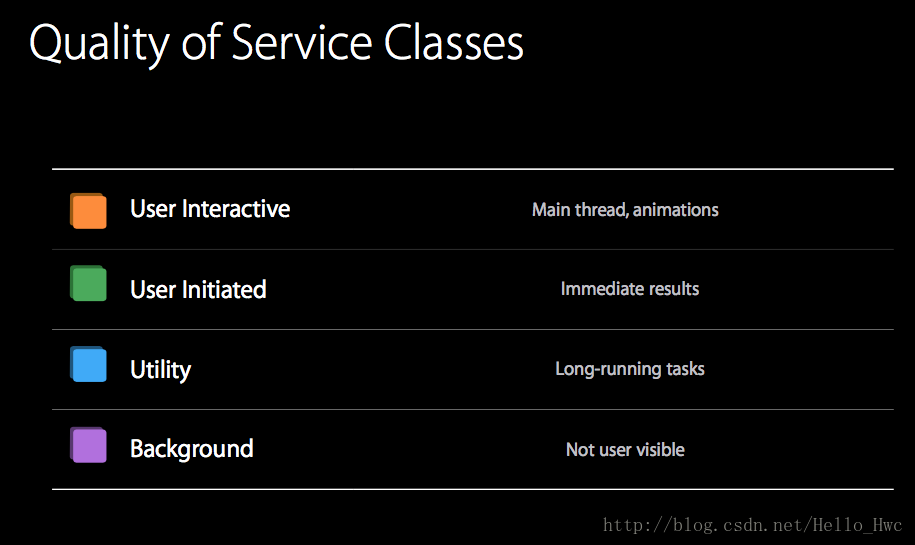 Quality of Service Classes
User Interactive Main thread, animations
User Initiated Immediate results
Utility Long-running tasks
Background Not user visible
http://blog.csdn.net/Hello_Hwc